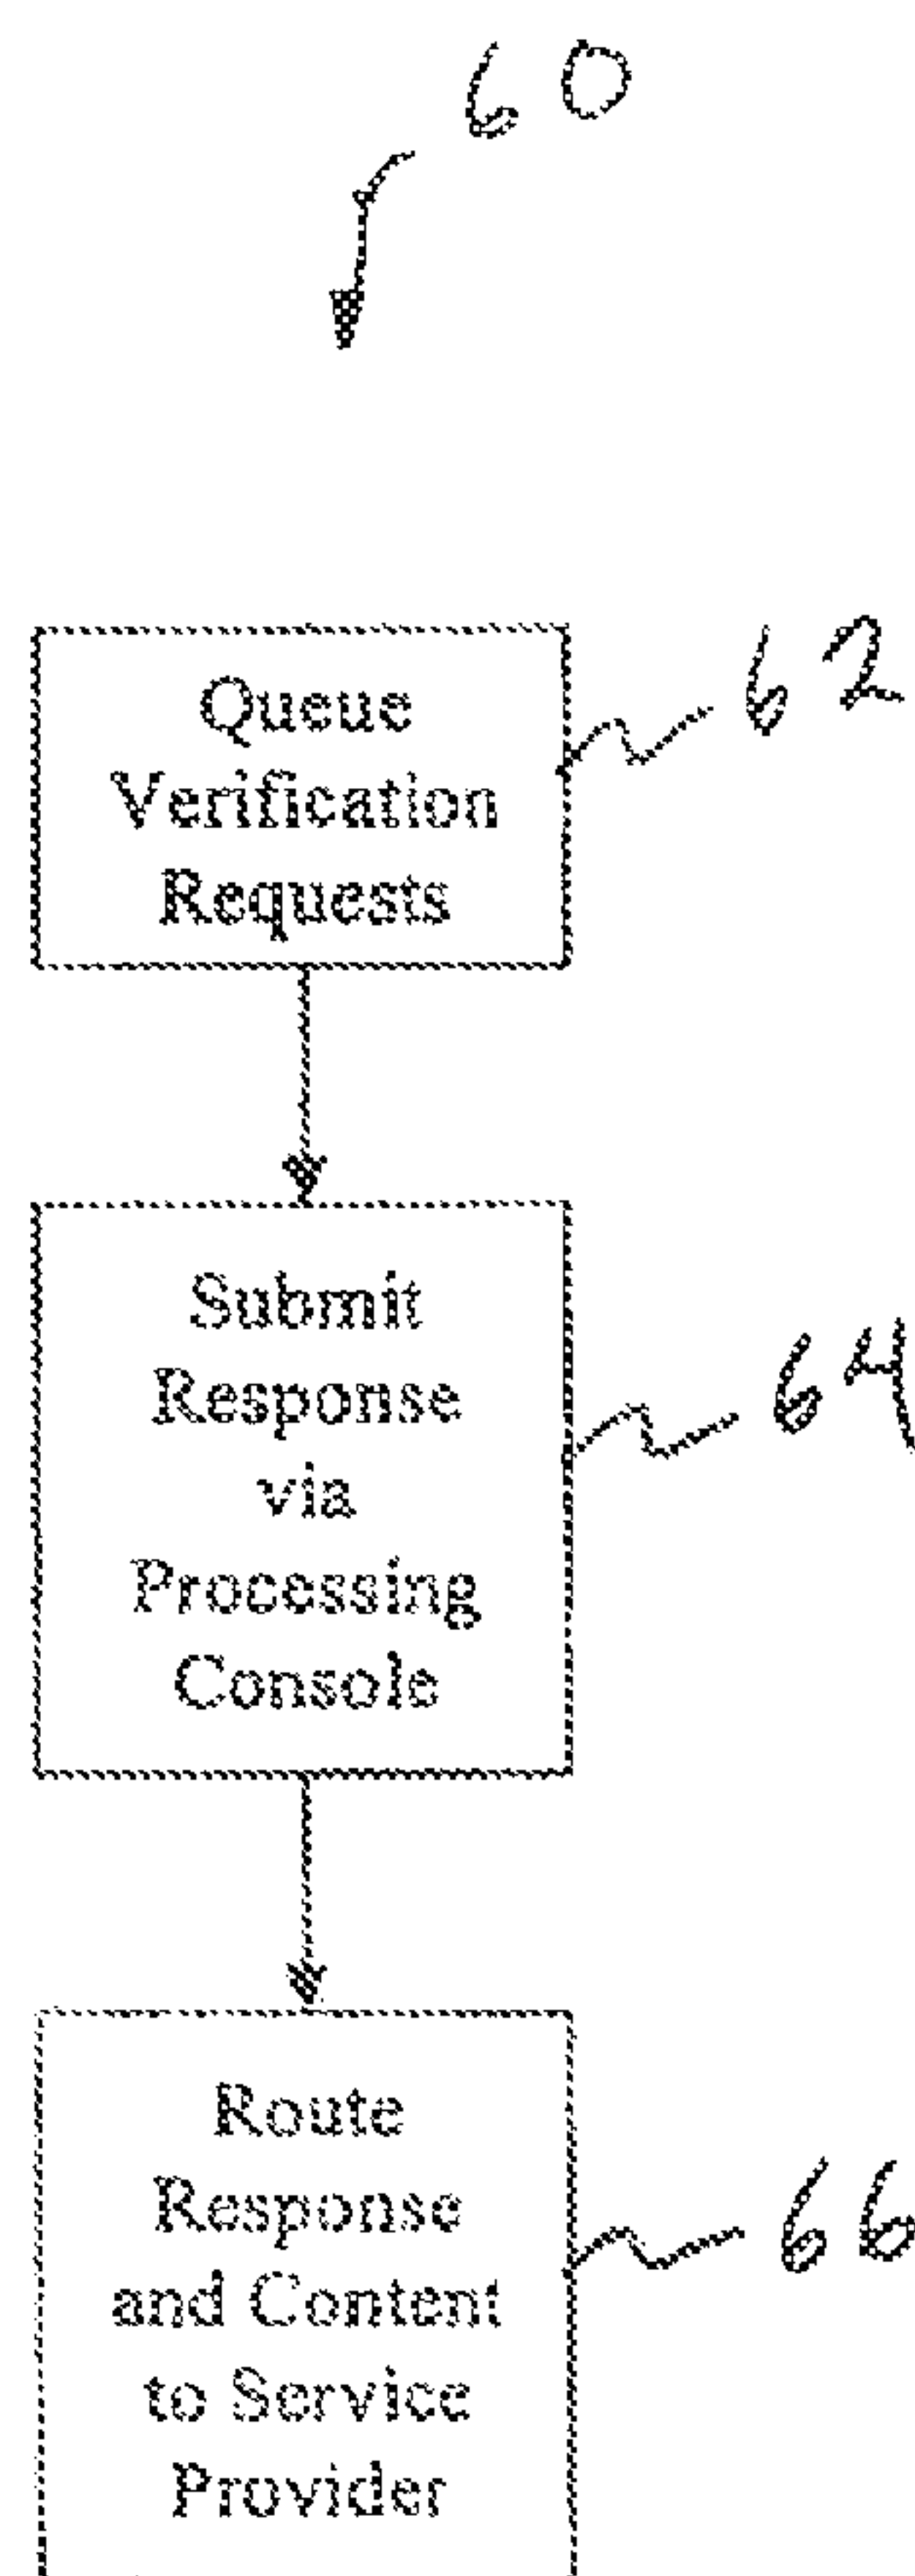 60
Queue
Verification
Requests
62
Submit
Response
via
Processing
Console
64
Route
Response
and Content
to Service
Provider
66